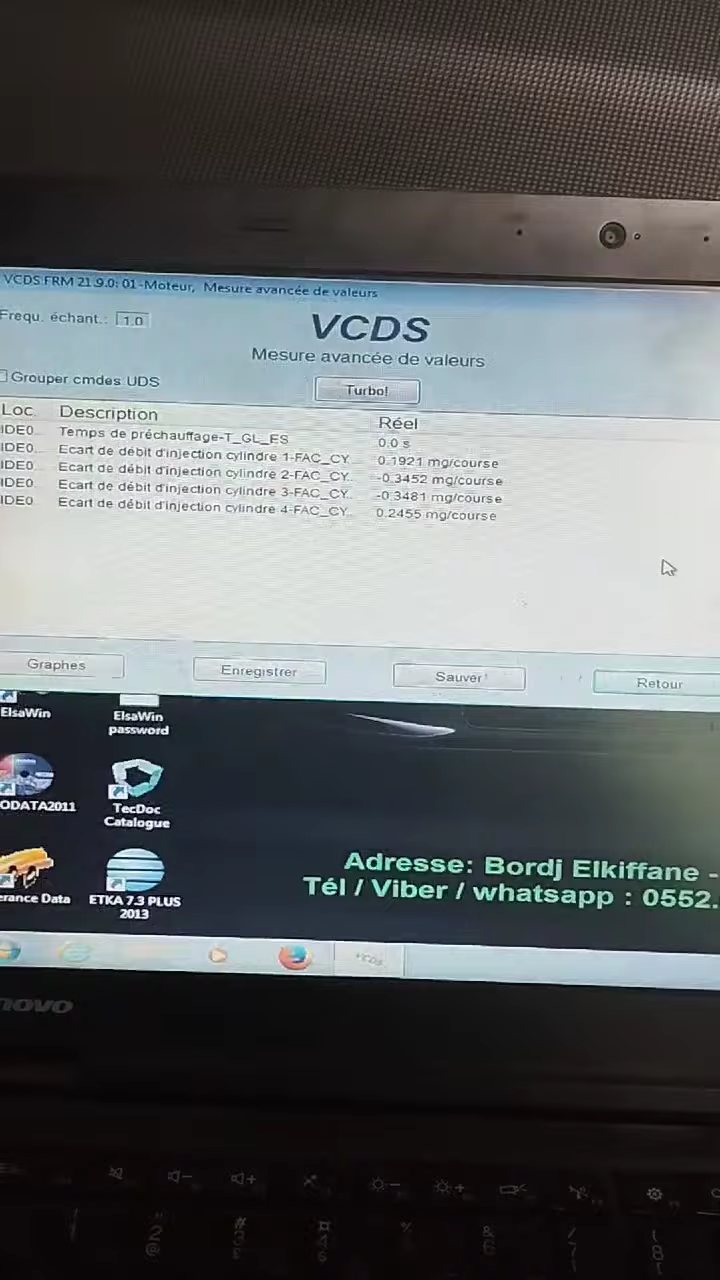 VCDS FRM 21.9.0: 01-Moteur, Mesure avancée de valeurs
Frequ. échant.: 1.0
VCDS
Mesure avancée de valeurs
Grouper cmdes UDS
Turbo!
Loc. Description Réel
IDE0... Temps de préchauffage-T_GL_ES 0.0 s
IDE0... Ecart de débit d'injection cylindre 1-FAC_CY... 0.1921 mg/course
IDE0... Ecart de débit d'injection cylindre 2-FAC_CY... -0.3452 mg/course
IDE0... Ecart de débit d'injection cylindre 3-FAC_CY... -0.3481 mg/course
IDE0... Ecart de débit d'injection cylindre 4-FAC_CY... 0.2455 mg/course
Graphes Enregistrer Sauver Retour
ElsaWin ElsaWin password
ODATA2011 TecDoc Catalogue
erance Data ETKA 7.3 PLUS 2013
Adresse: Bordj Elkiffane -
Tél / Viber / whatsapp : 0552.
VCDS
novo